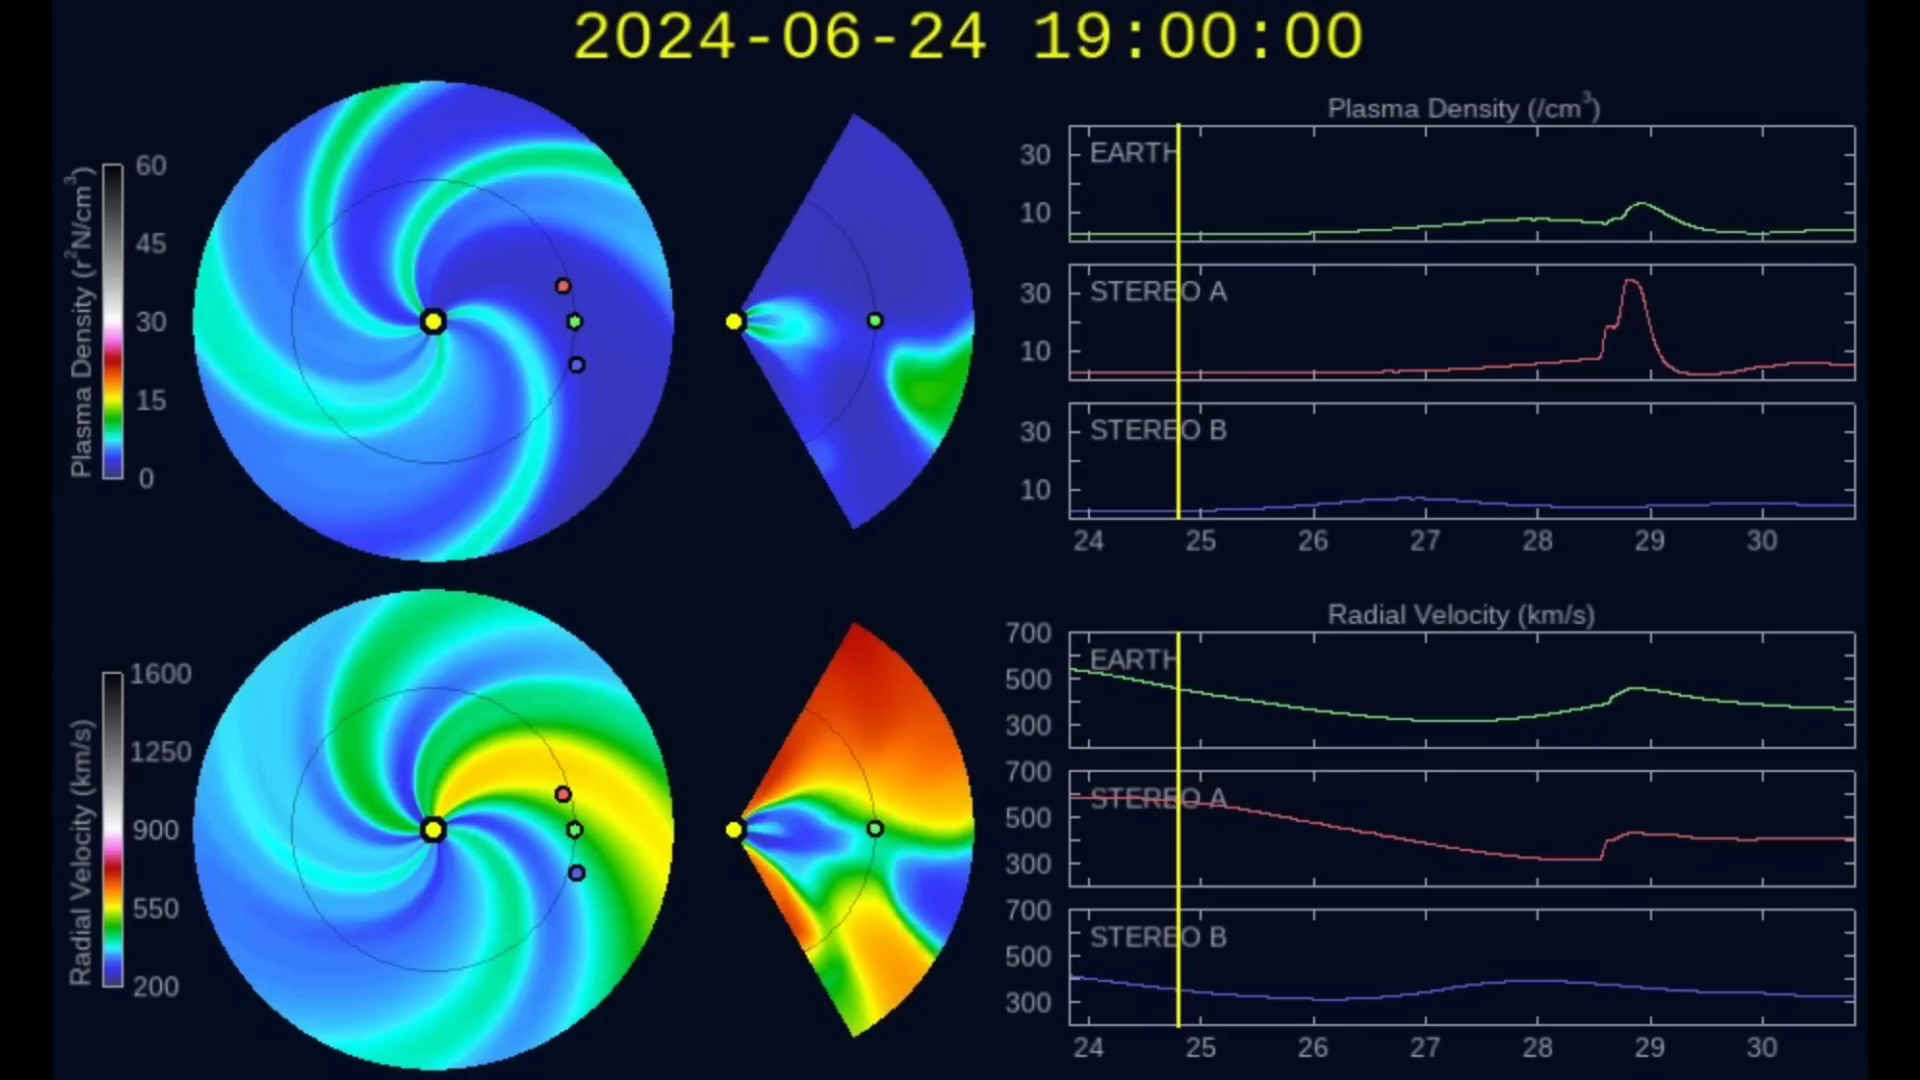 2024-06-24 19:00:00
Plasma Density (r²N/cm³)
60
45
30
15
0
Plasma Density (/cm³)
30
10
EARTH
30
10
STEREO A
30
10
STEREO B
24 25 26 27 28 29 30
Radial Velocity (km/s)
1600
1250
900
550
200
Radial Velocity (km/s)
700
500
300
EARTH
700
500
300
STEREO A
700
500
300
STEREO B
24 25 26 27 28 29 30